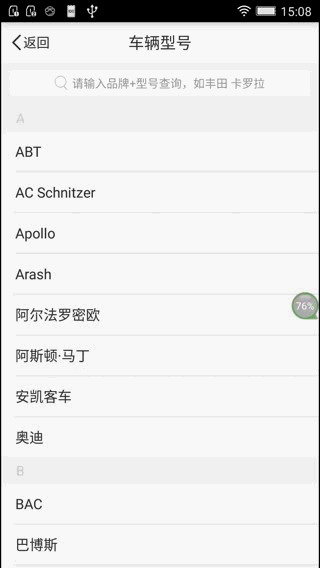 15:08
返回
车辆型号
请输入品牌+型号查询，如丰田 卡罗拉
A
ABT
AC Schnitzer
Apollo
Arash
阿尔法罗密欧
76%
阿斯顿·马丁
安凯客车
奥迪
B
BAC
巴博斯